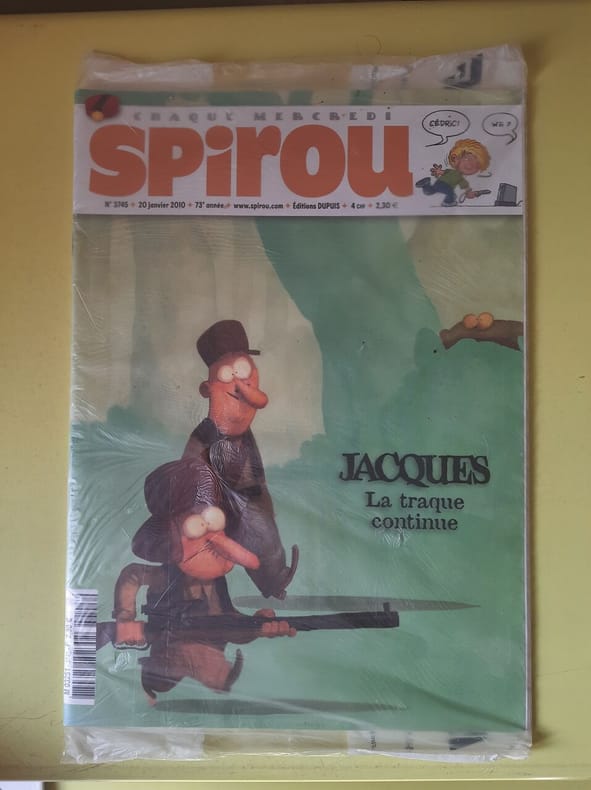 CHAQUE MERCREDI
SPIROU
N° 3745 + 20 janvier 2010 + 73e année + www.spirou.com + Éditions DUPUIS + 4 CHF + 2,30 €
CÉDRIC!
JACQUES
La traque
continue